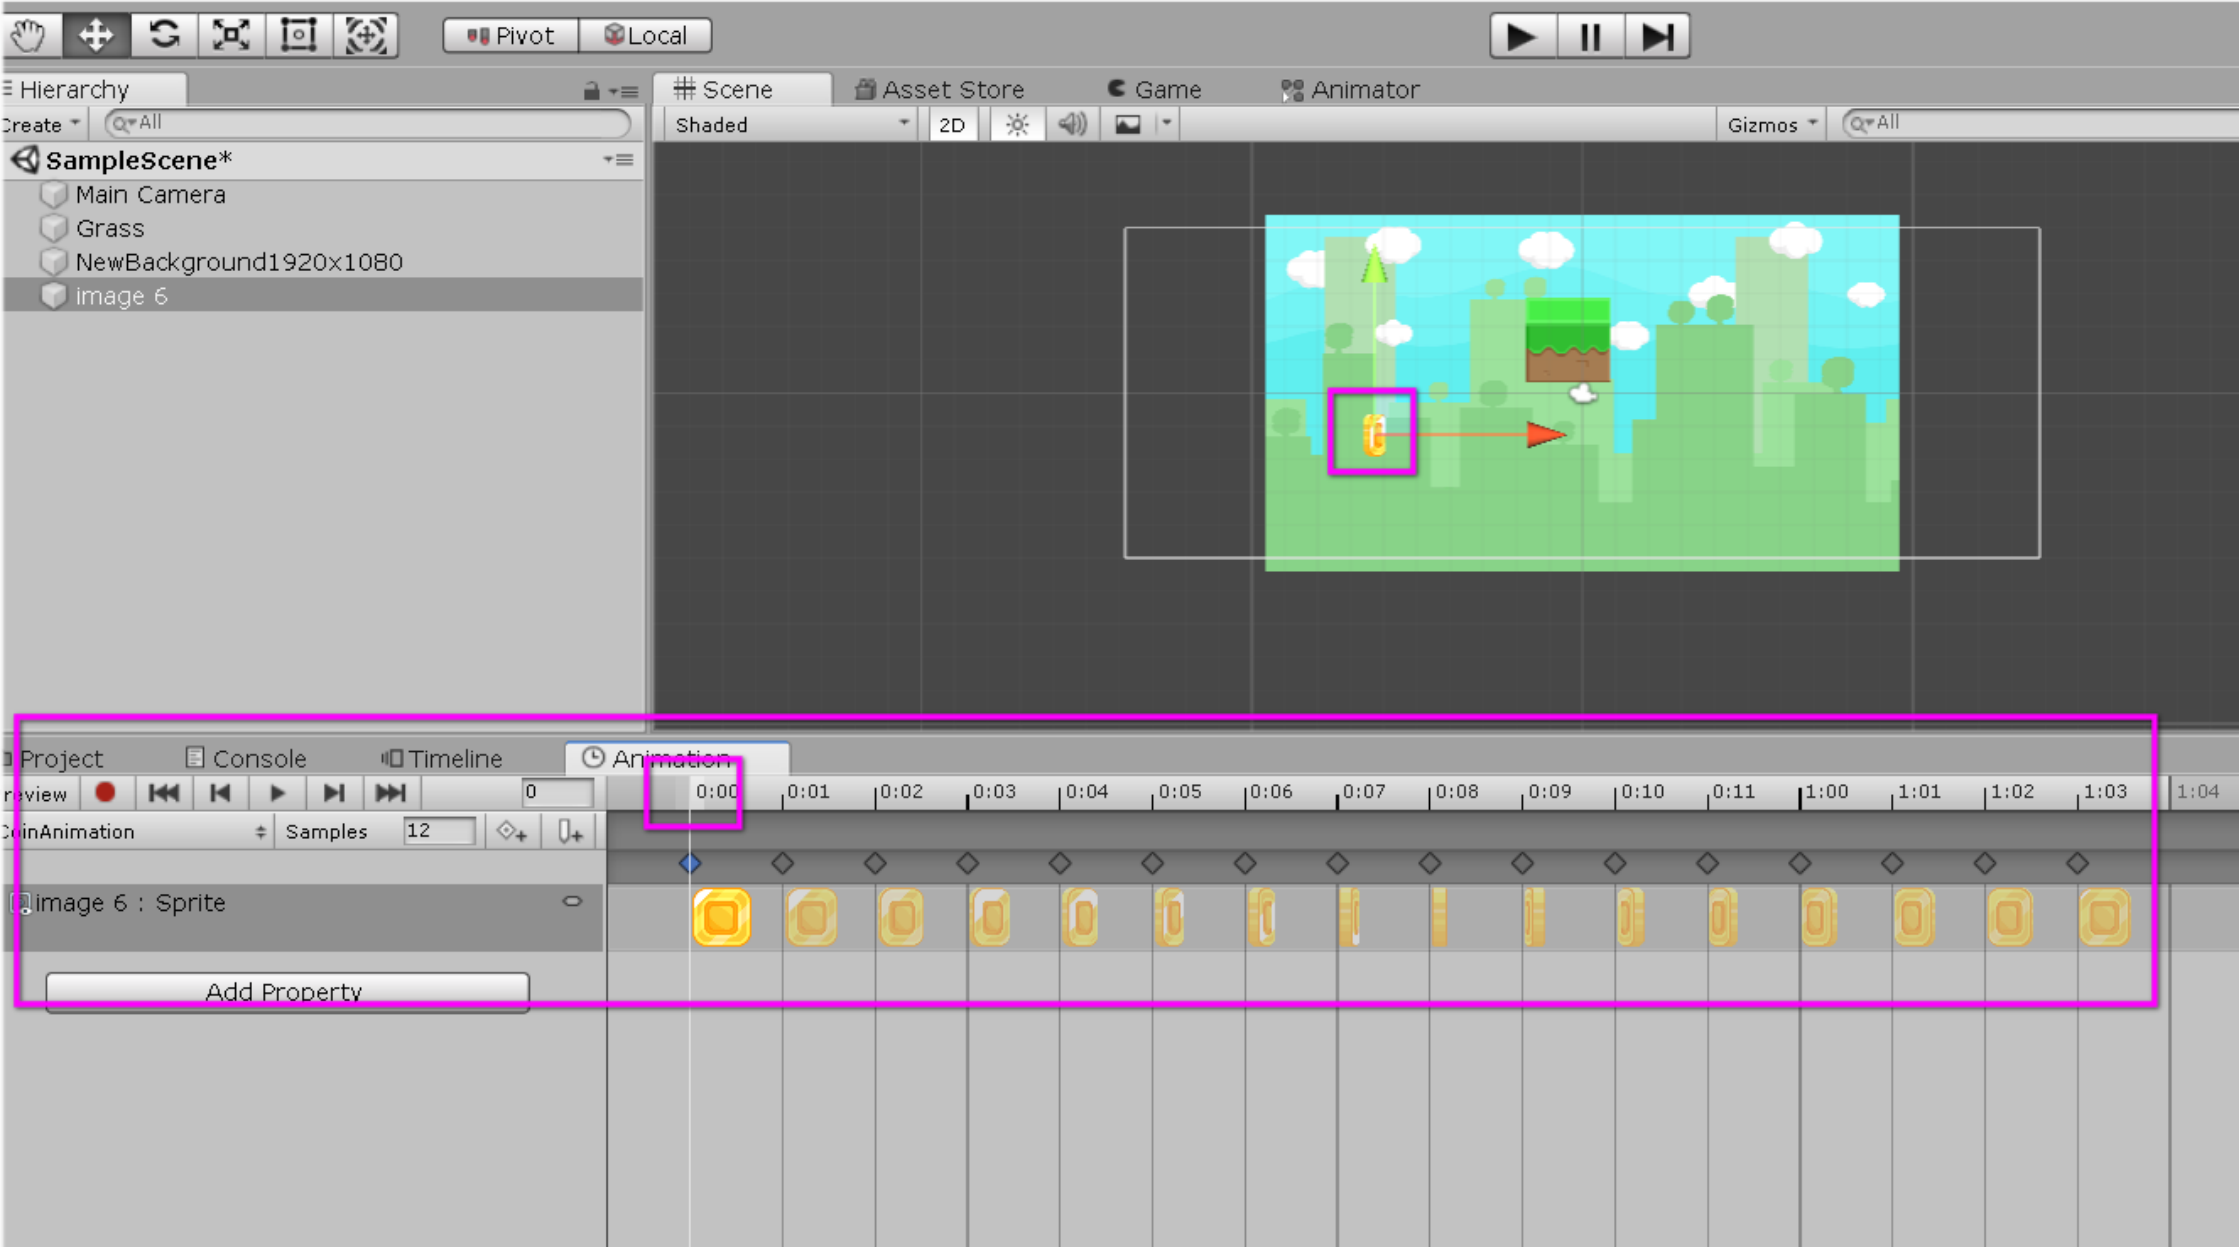 Pivot Local
Hierarchy Scene Asset Store Game Animator
Create All Shaded 2D Gizmos All
SampleScene*
Main Camera
Grass
NewBackground1920x1080
image 6
Project Console Timeline Animation
review 0 0:00 0:01 0:02 0:03 0:04 0:05 0:06 0:07 0:08 0:09 0:10 0:11 1:00 1:01 1:02 1:03 1:04
CoinAnimation Samples 12
image 6 : Sprite
Add Property